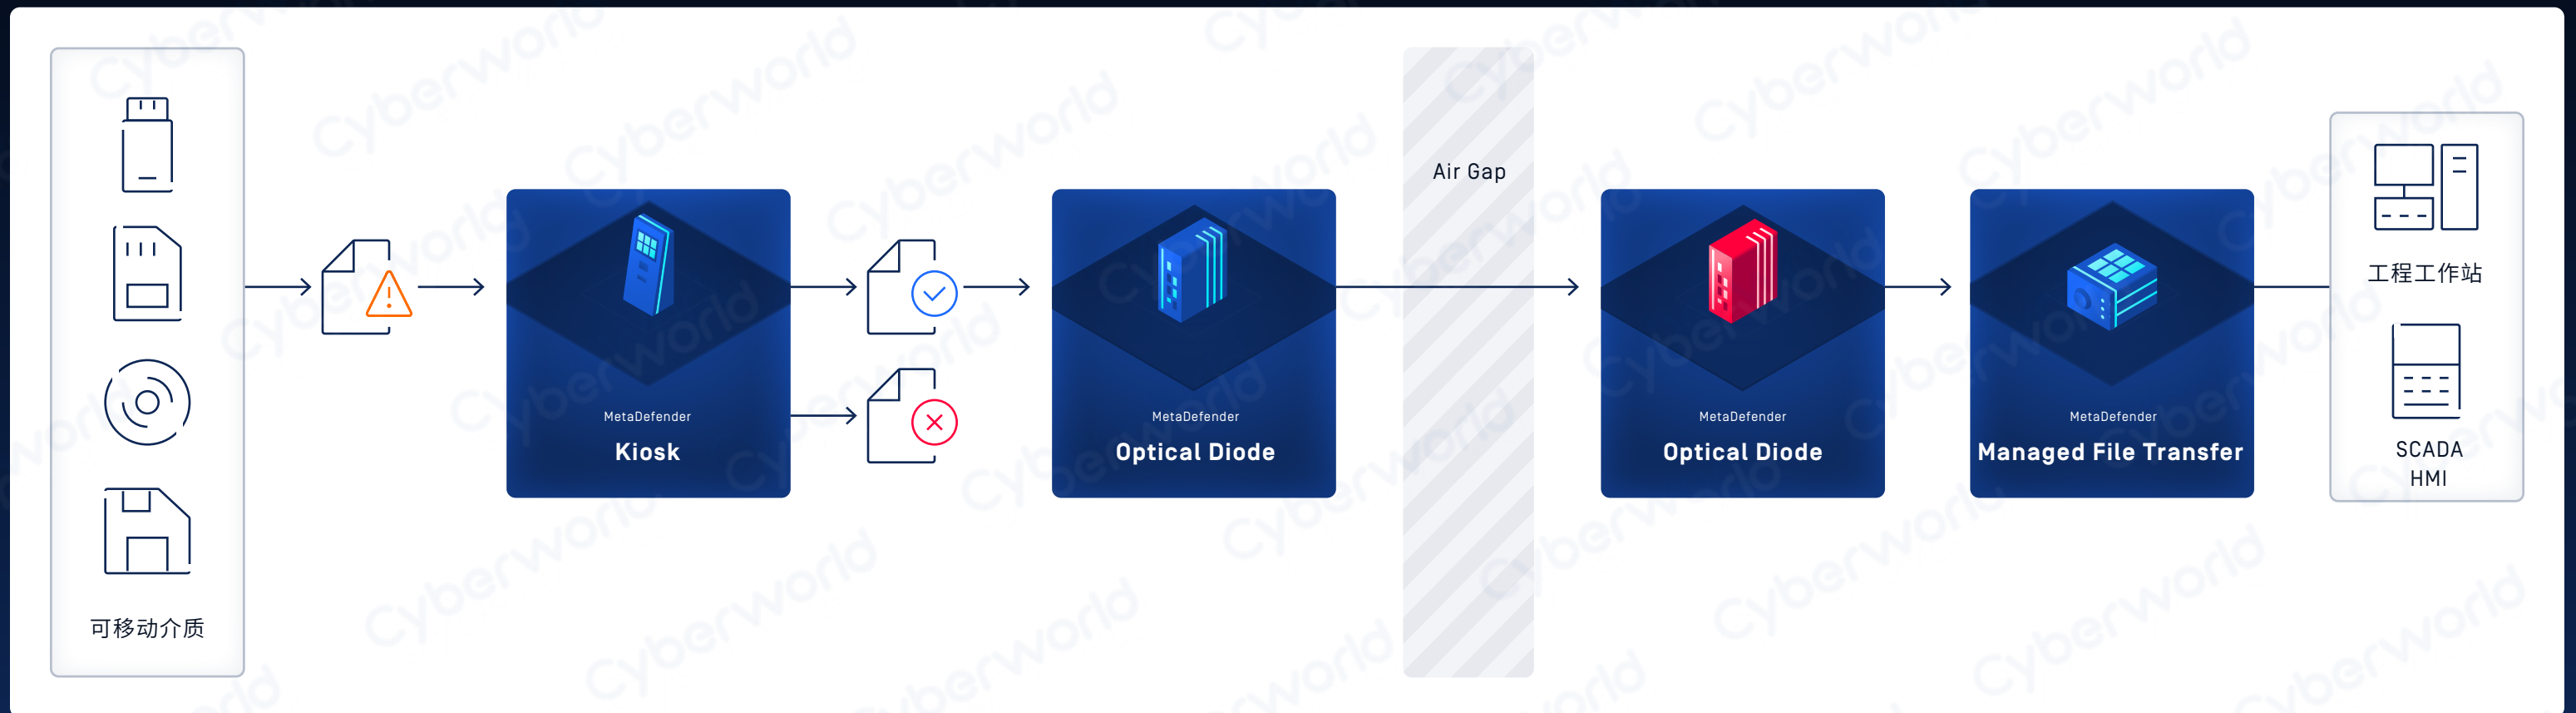 可移动介质
MetaDefender
Kiosk
MetaDefender
Optical Diode
Air Gap
MetaDefender
Optical Diode
MetaDefender
Managed File Transfer
工程工作站
SCADA
HMI
Cyberworld